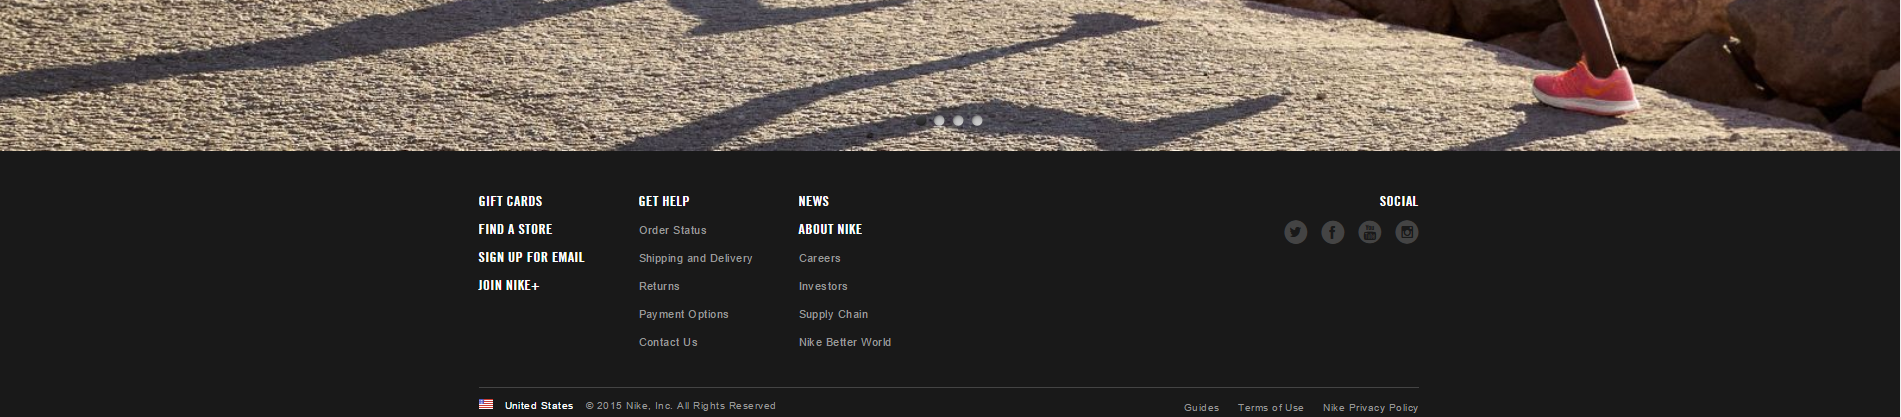 GIFT CARDS
FIND A STORE
SIGN UP FOR EMAIL
JOIN NIKE+
GET HELP
Order Status
Shipping and Delivery
Returns
Payment Options
Contact Us
NEWS
ABOUT NIKE
Careers
Investors
Supply Chain
Nike Better World
SOCIAL
You Tube
United States © 2015 Nike, Inc. All Rights Reserved
Guides Terms of Use Nike Privacy Policy